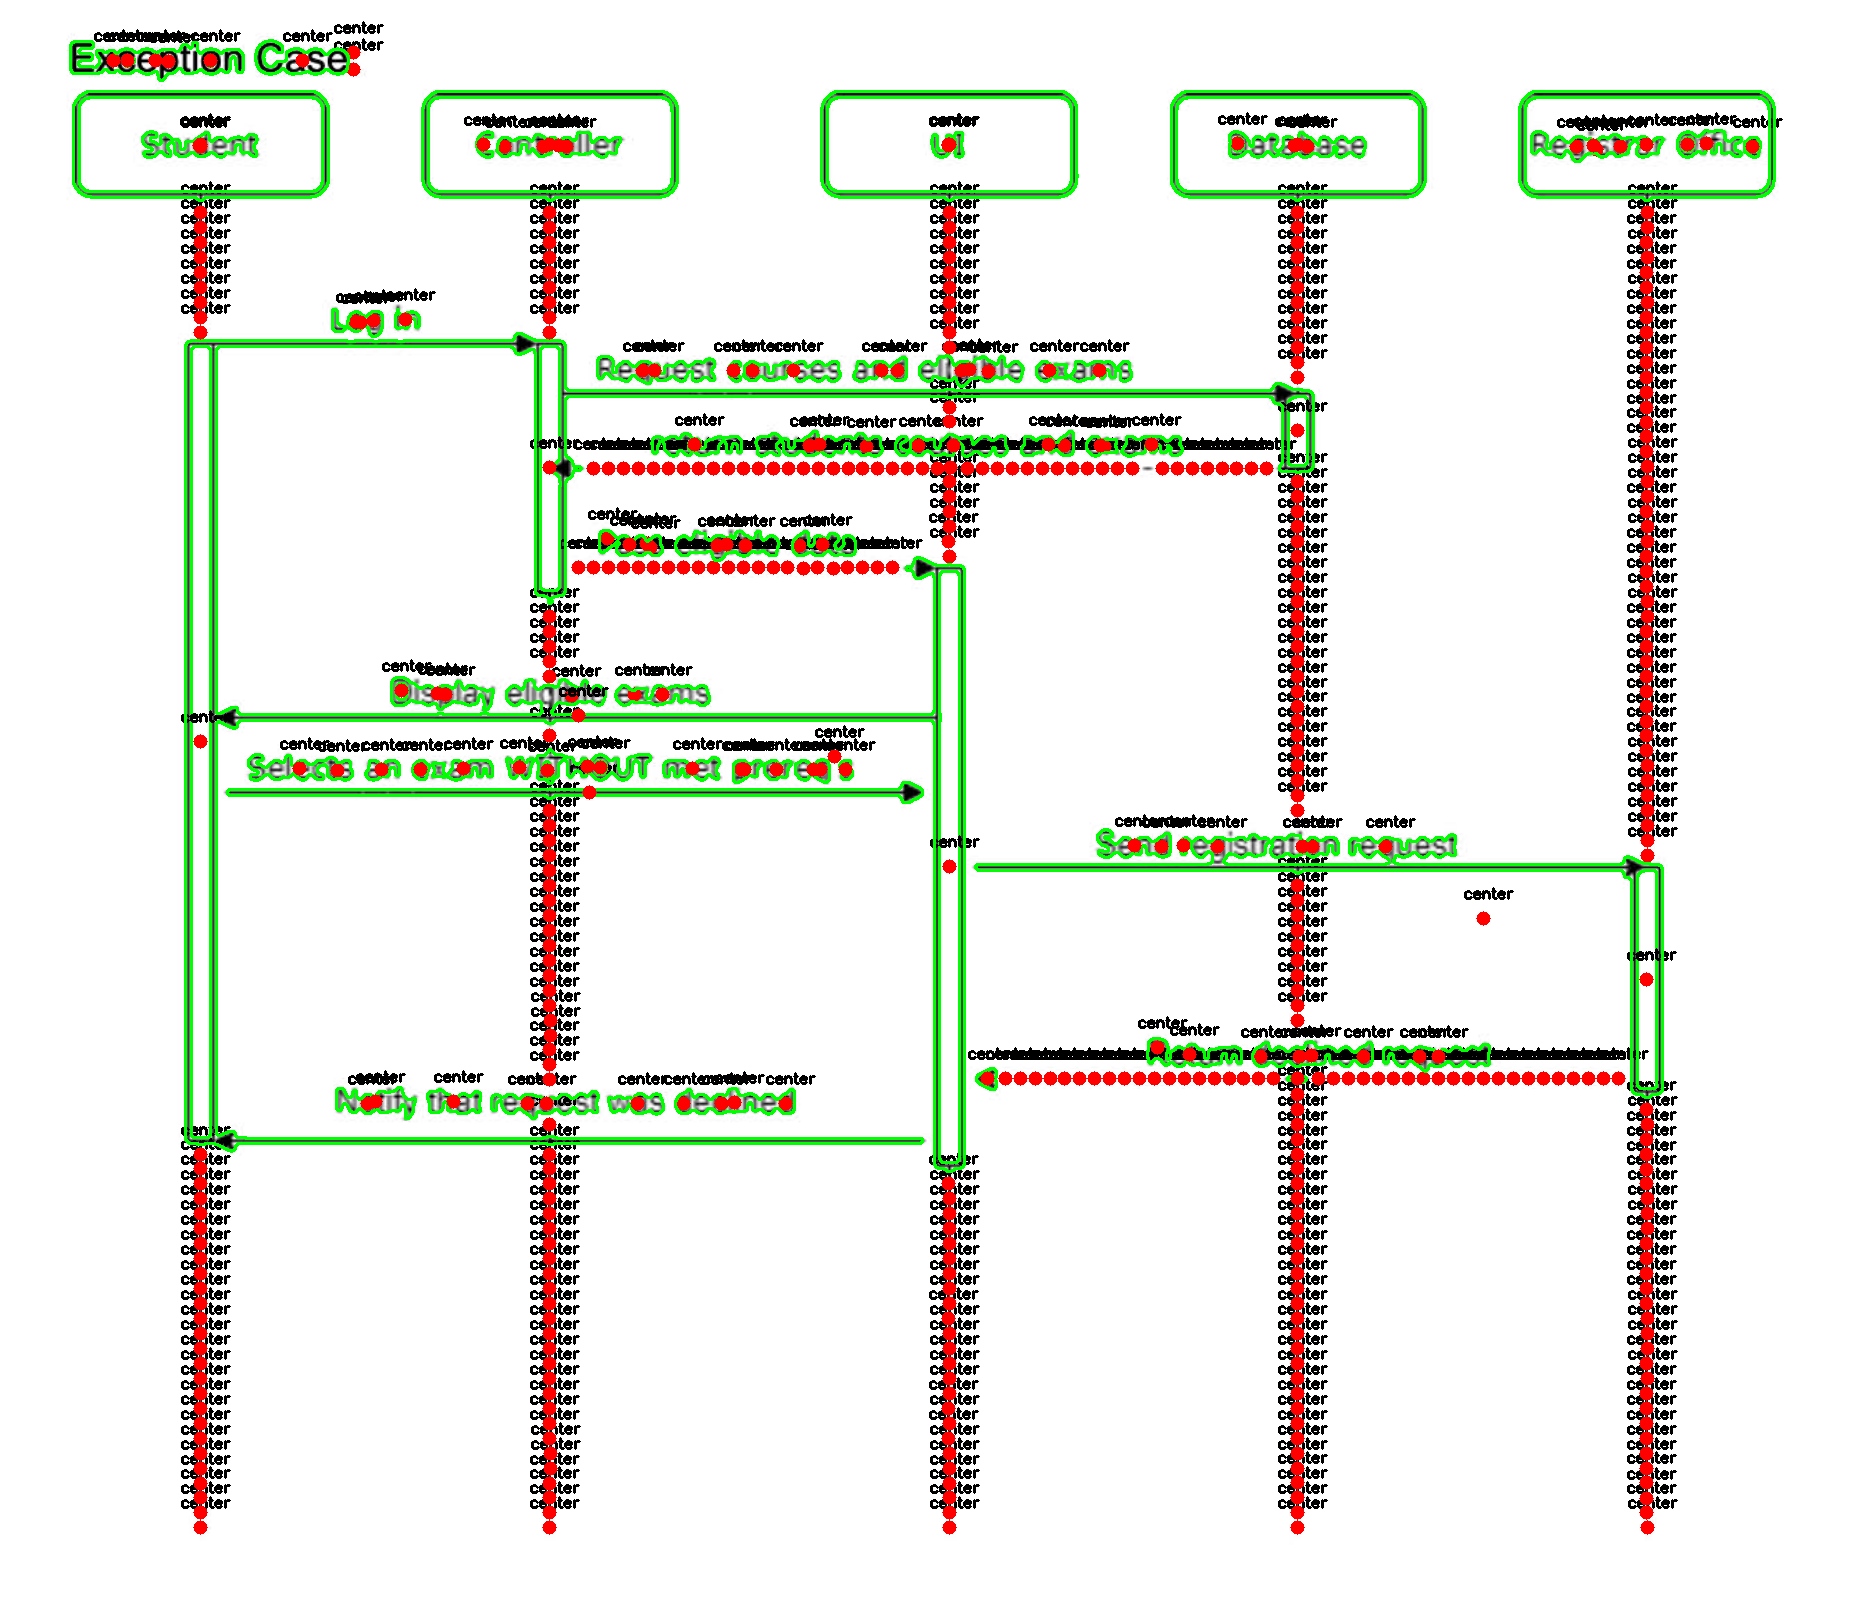 Exception Case
Student
Controller
UI
Database
Registrar Office
Log in
Request courses and eligible exams
return students courses and exams
Pass eligible data
Display eligible exams
Selects an exam WITHOUT met prereq's
Send registration request
Return declined request
Notify that request was declined
center